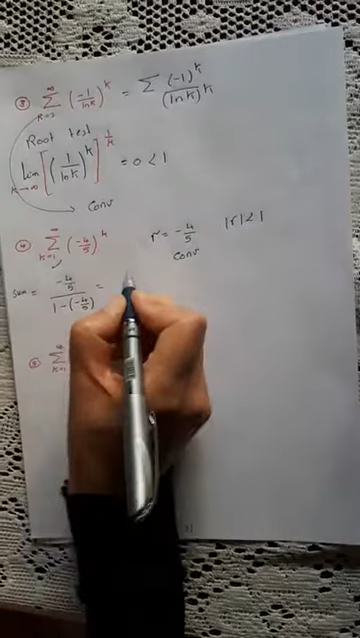 ③ ∑_{k=2}^{∞} (-1/ln k)^k = ∑ (-1)^k / (ln k)^k
Root test
lim_{k→∞} [(1/ln k)^k]^{1/k} = 0 < 1
Conv
④ ∑_{k=1}^{∞} (-4/5)^k r = -4/5 |r| < 1
Conv
sum = (-4/5) / (1-(-4/5)) =
⑤ ∑_{k=1}^{∞}